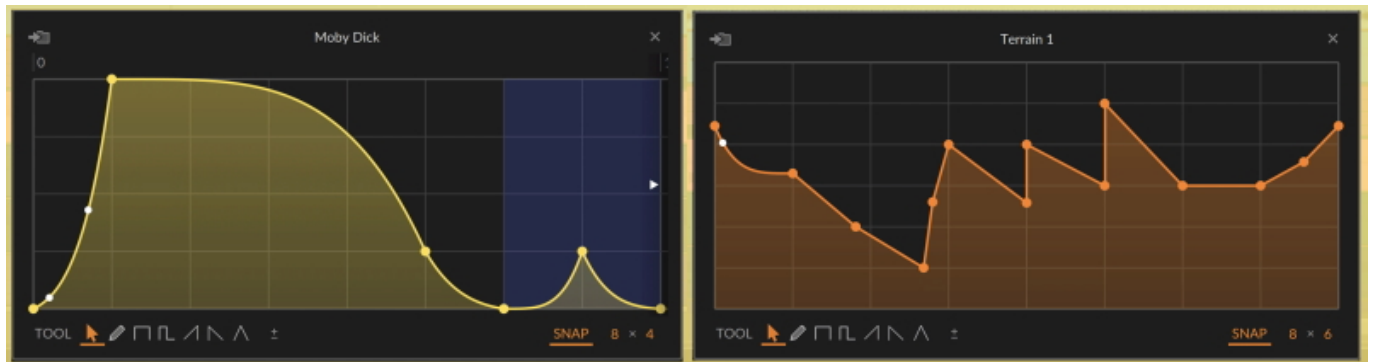 Moby Dick
0
TOOL ± SNAP 8 × 4
Terrain 1
TOOL ± SNAP 8 × 6